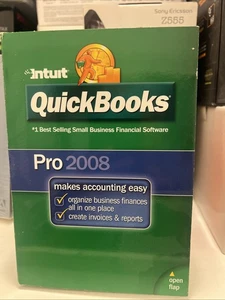 Sony Ericsson
Z555
Intuit
QuickBooks
#1 Best Selling Small Business Financial Software
Pro 2008
makes accounting easy
organize business finances
all in one place
create invoices & reports
open
flap